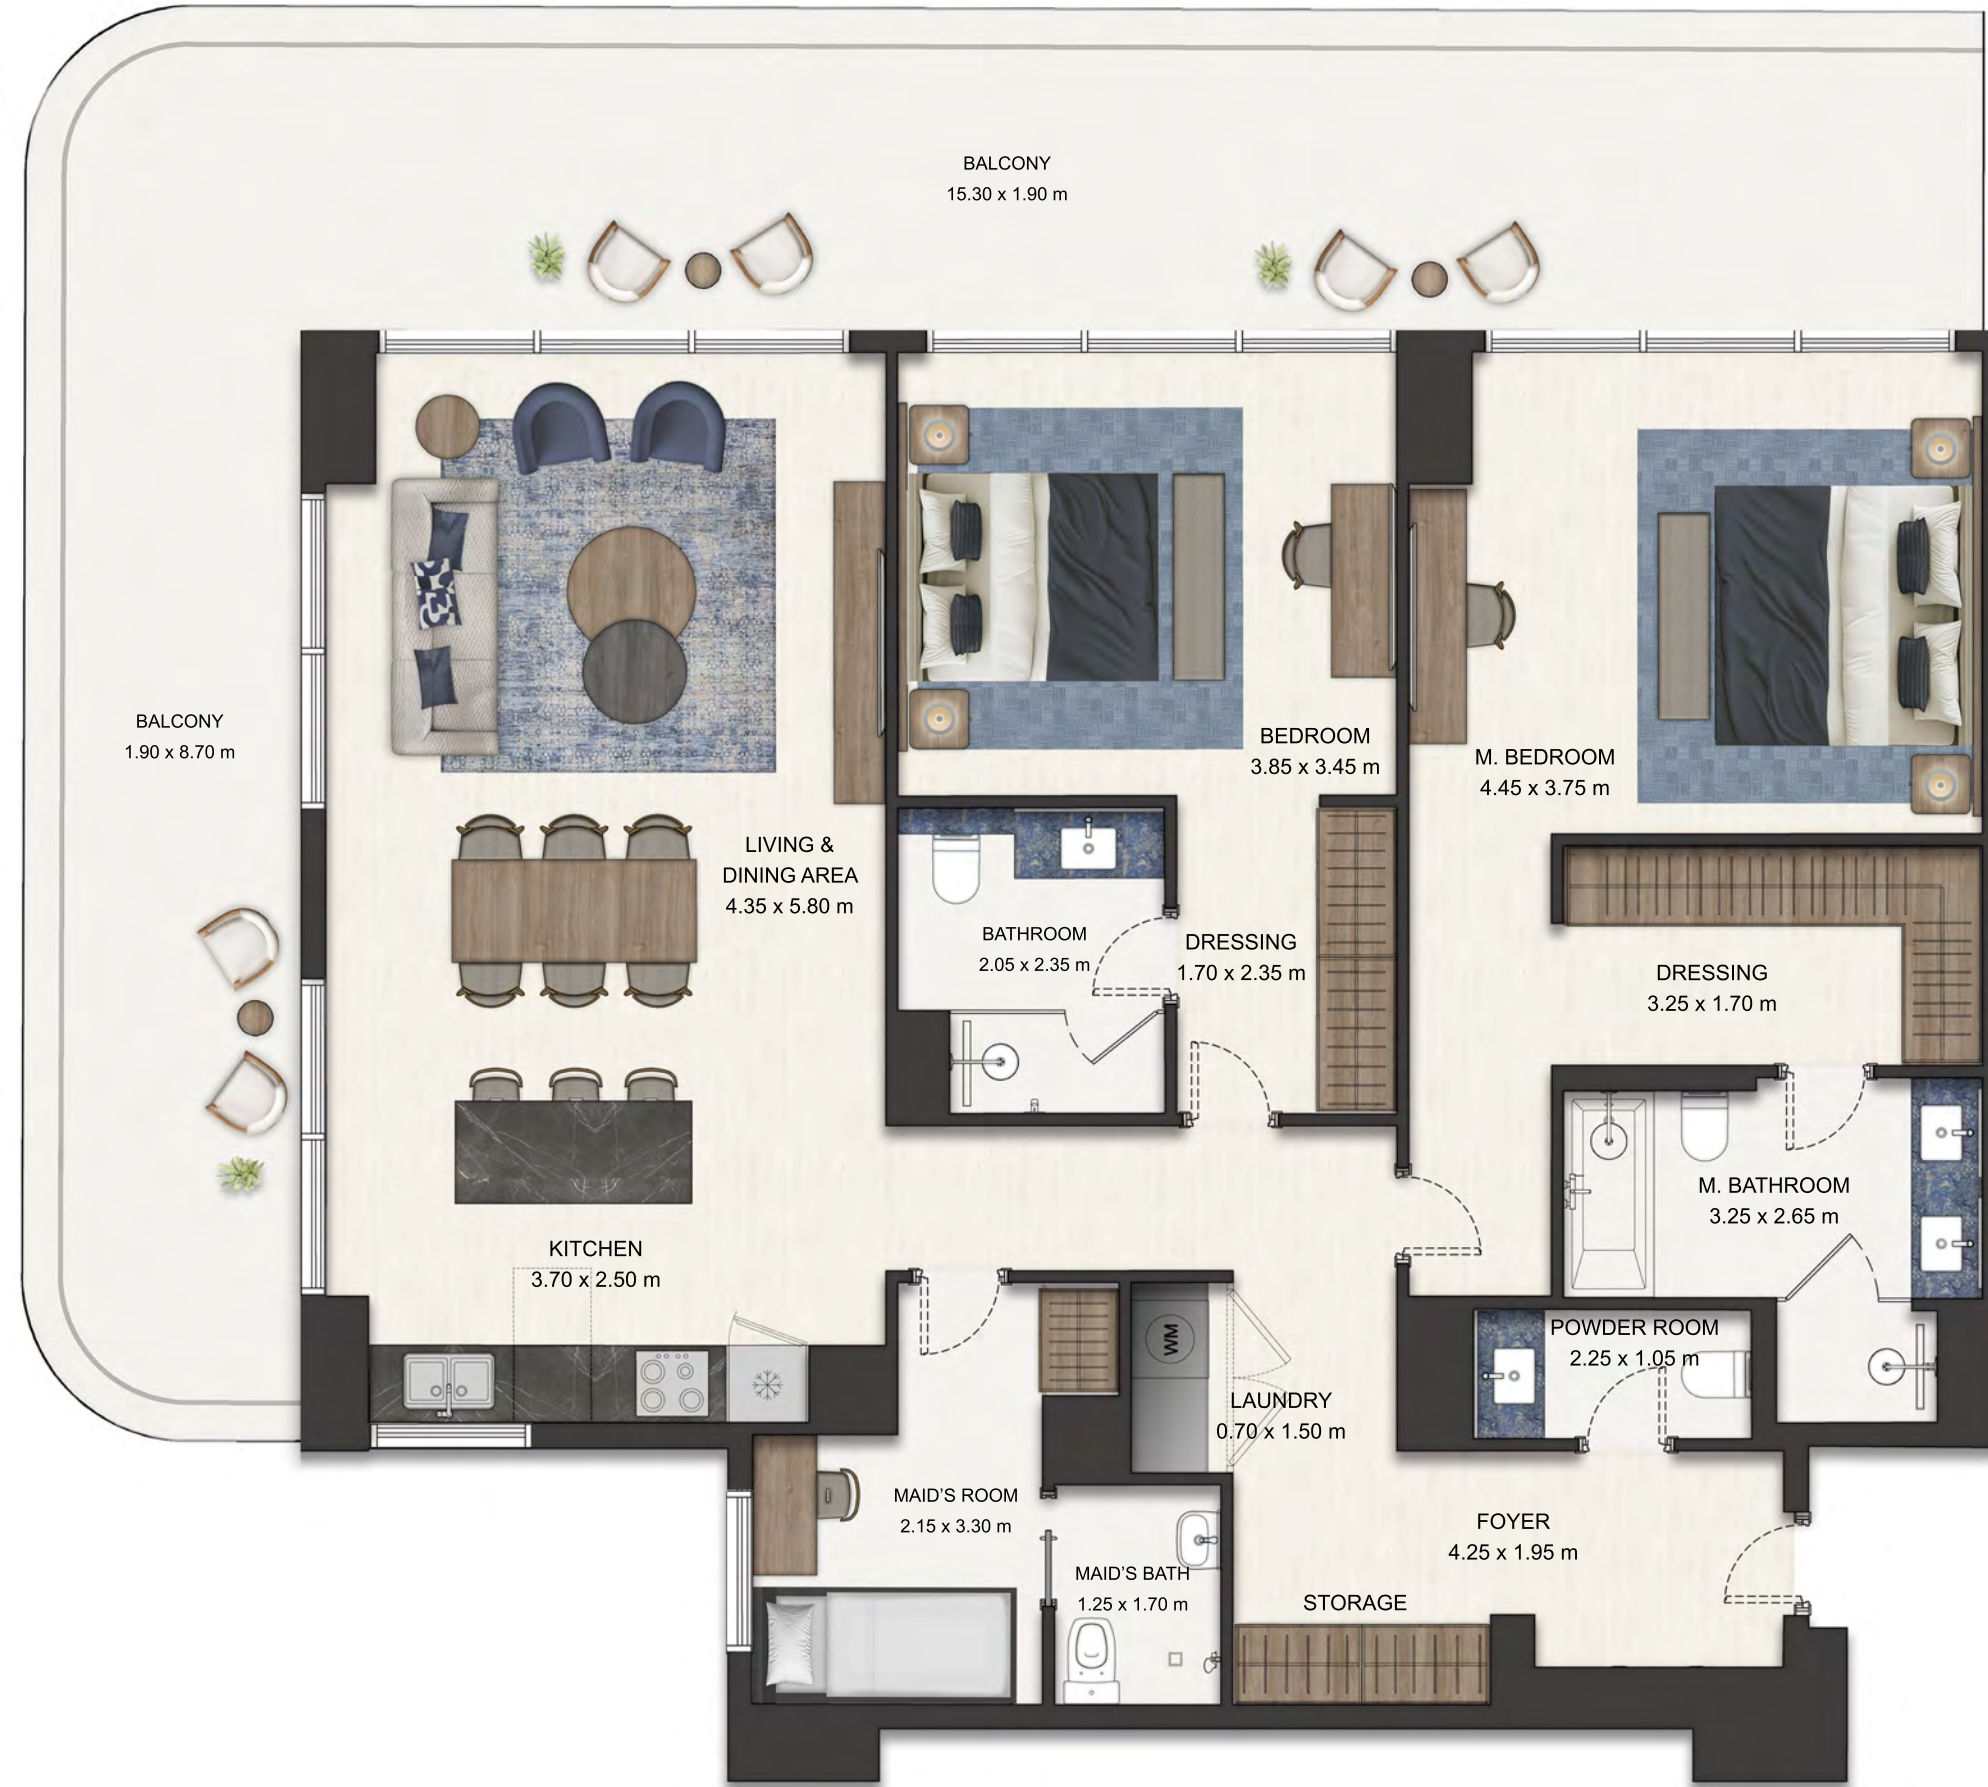 BALCONY
15.30 x 1.90 m
BALCONY
1.90 x 8.70 m
BEDROOM
3.85 x 3.45 m
M. BEDROOM
4.45 x 3.75 m
LIVING &
DINING AREA
4.35 x 5.80 m
BATHROOM
2.05 x 2.35 m
DRESSING
1.70 x 2.35 m
DRESSING
3.25 x 1.70 m
M. BATHROOM
3.25 x 2.65 m
KITCHEN
3.70 x 2.50 m
WM
POWDER ROOM
2.25 x 1.05 m
LAUNDRY
0.70 x 1.50 m
MAID'S ROOM
2.15 x 3.30 m
FOYER
4.25 x 1.95 m
MAID'S BATH
1.25 x 1.70 m
STORAGE